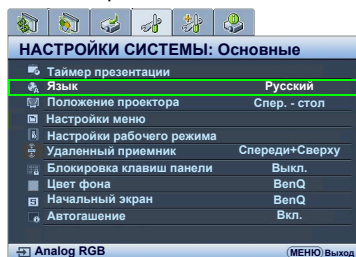 НАСТРОЙКИ СИСТЕМЫ: Основные
Таймер презентации
Язык Русский
Положение проектора Спер. - стол
Настройки меню
Настройки рабочего режима
Удаленный приемник Спереди+Сверху
Блокировка клавиш панели Выкл.
Цвет фона BenQ
Начальный экран BenQ
Автогашение Вкл.
Analog RGB МЕНЮ Выход